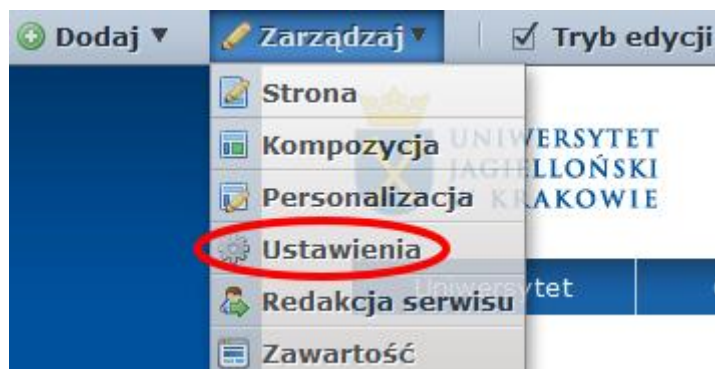 Dodaj ▼ Zarządzaj ▼ Tryb edycji
Strona
Kompozycja
Personalizacja
Ustawienia
Redakcja serwisu
Zawartość
UNIWERSYTET
JAGIELLOŃSKI
KRAKOWIE
Uniwersytet